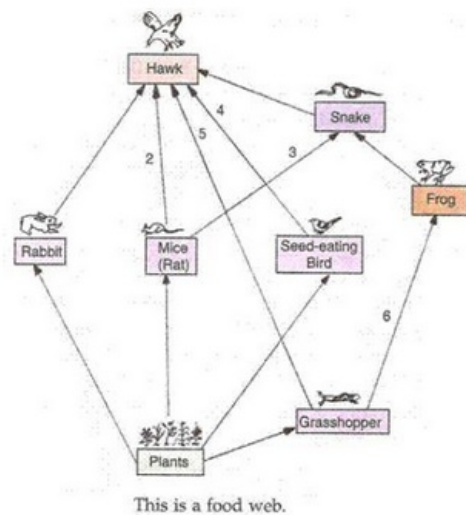 Hawk
4
5
Snake
2
3
Frog
Rabbit
Mice
(Rat)
Seed-eating
Bird
6
Grasshopper
Plants
This is a food web.